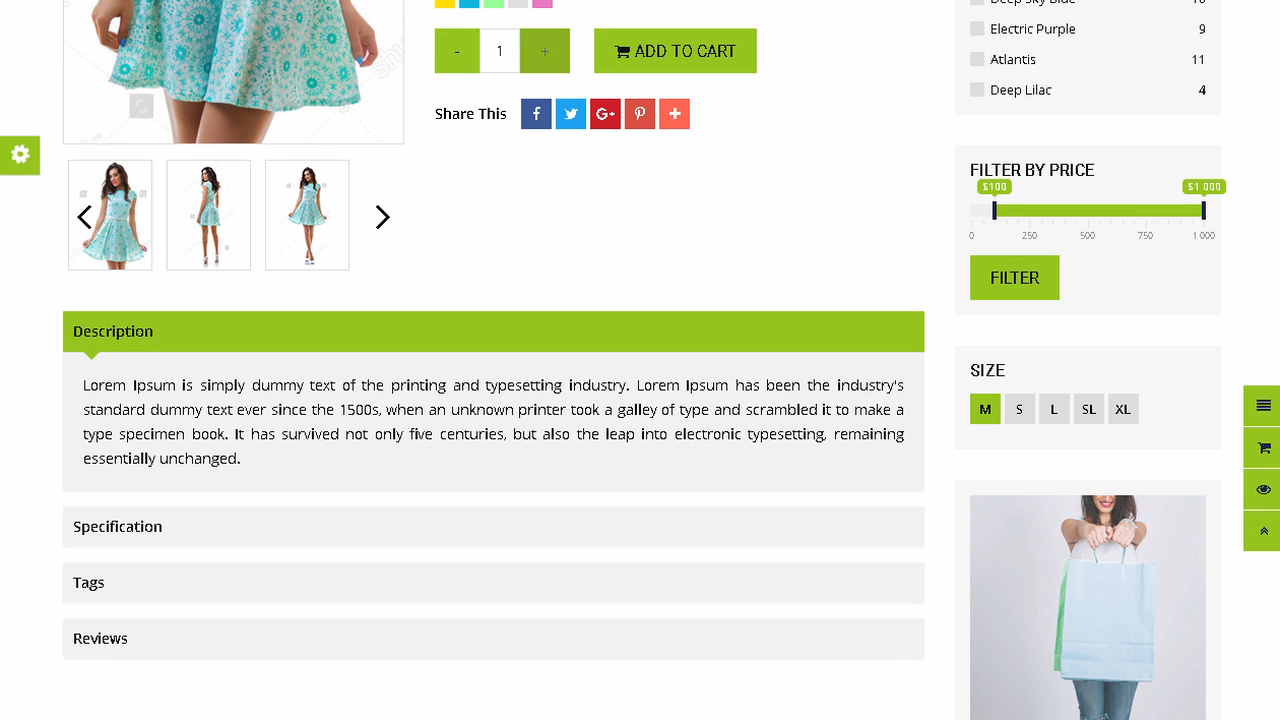 - 1 + ADD TO CART
Share This
Description
Lorem Ipsum is simply dummy text of the printing and typesetting industry. Lorem Ipsum has been the industry's
standard dummy text ever since the 1500s, when an unknown printer took a galley of type and scrambled it to make a
type specimen book. It has survived not only five centuries, but also the leap into electronic typesetting, remaining
essentially unchanged.
Specification
Tags
Reviews
Deep Sky Blue
Electric Purple 9
Atlantis 11
Deep Lilac 4
FILTER BY PRICE
$100 $1 000
0 250 500 750 1 000
FILTER
SIZE
M S L SL XL